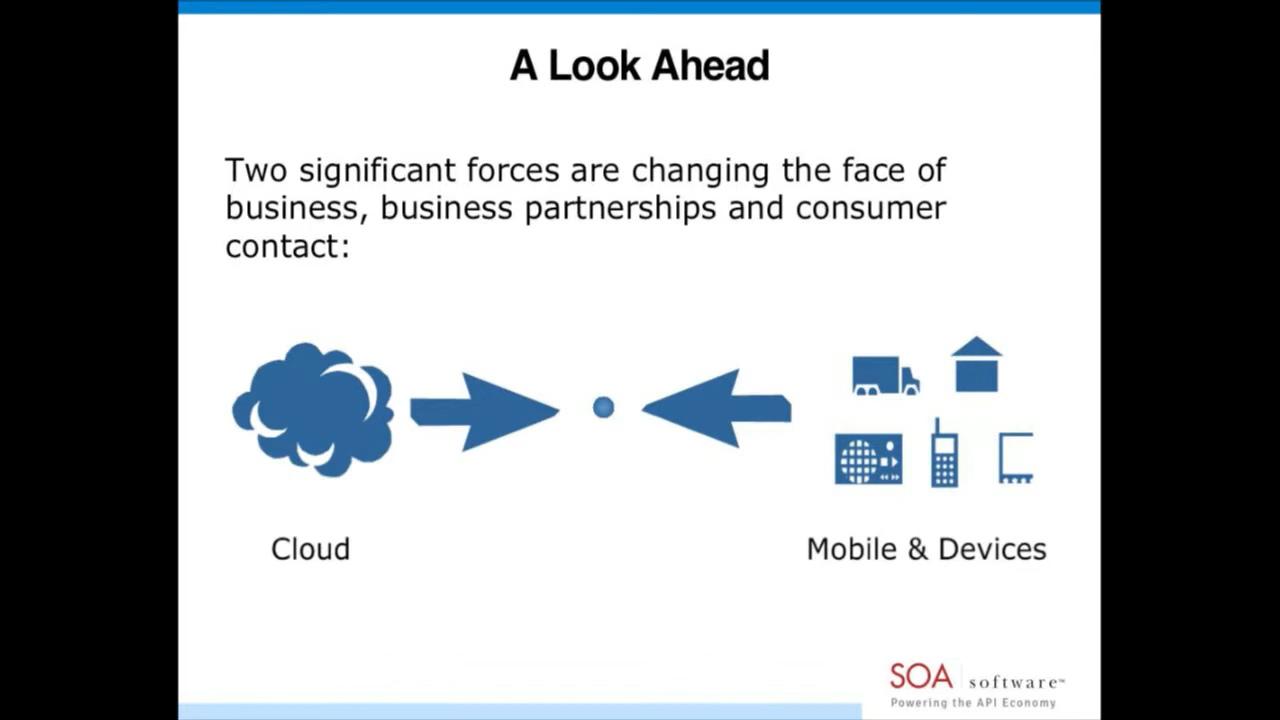 A Look Ahead
Two significant forces are changing the face of
business, business partnerships and consumer
contact:
Cloud
Mobile & Devices
SOA software™
Powering the API Economy